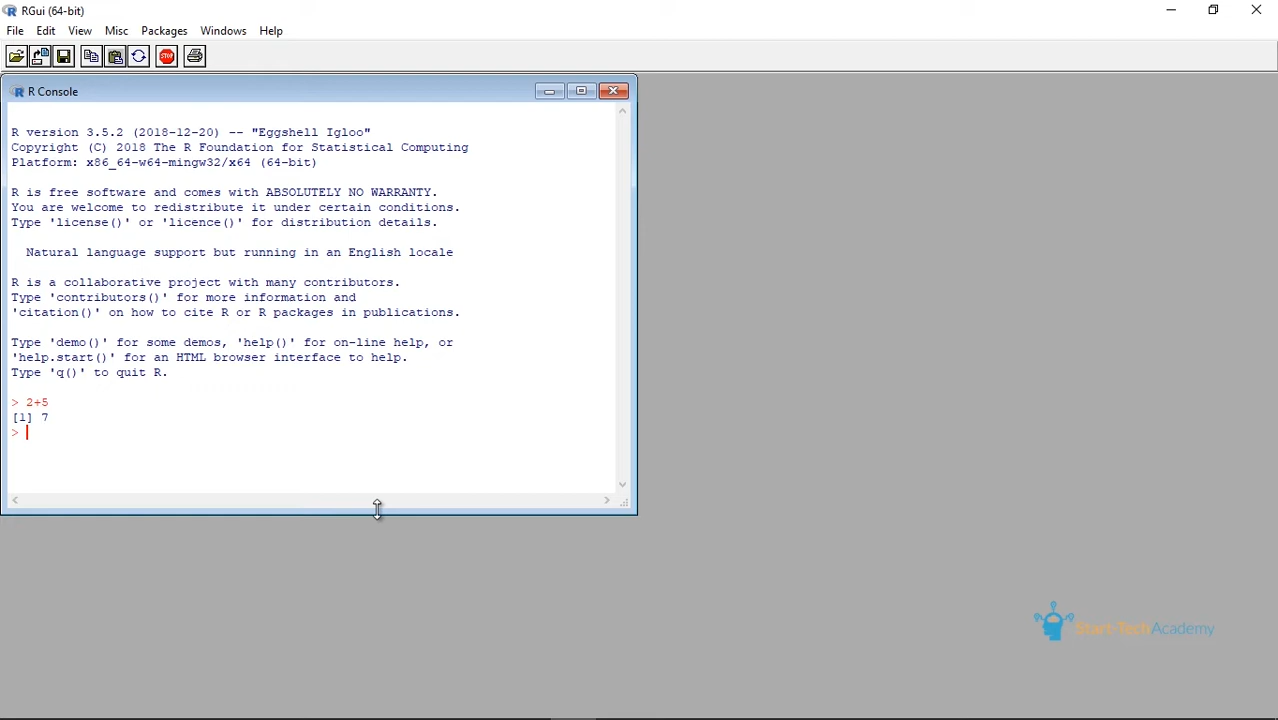 RGui (64-bit)
File Edit View Misc Packages Windows Help
STOP
R Console
R version 3.5.2 (2018-12-20) -- "Eggshell Igloo"
Copyright (C) 2018 The R Foundation for Statistical Computing
Platform: x86_64-w64-mingw32/x64 (64-bit)
R is free software and comes with ABSOLUTELY NO WARRANTY.
You are welcome to redistribute it under certain conditions.
Type 'license()' or 'licence()' for distribution details.
Natural language support but running in an English locale
R is a collaborative project with many contributors.
Type 'contributors()' for more information and
'citation()' on how to cite R or R packages in publications.
Type 'demo()' for some demos, 'help()' for on-line help, or
'help.start()' for an HTML browser interface to help.
Type 'q()' to quit R.
> 2+5
[1] 7
>
Start-Tech Academy